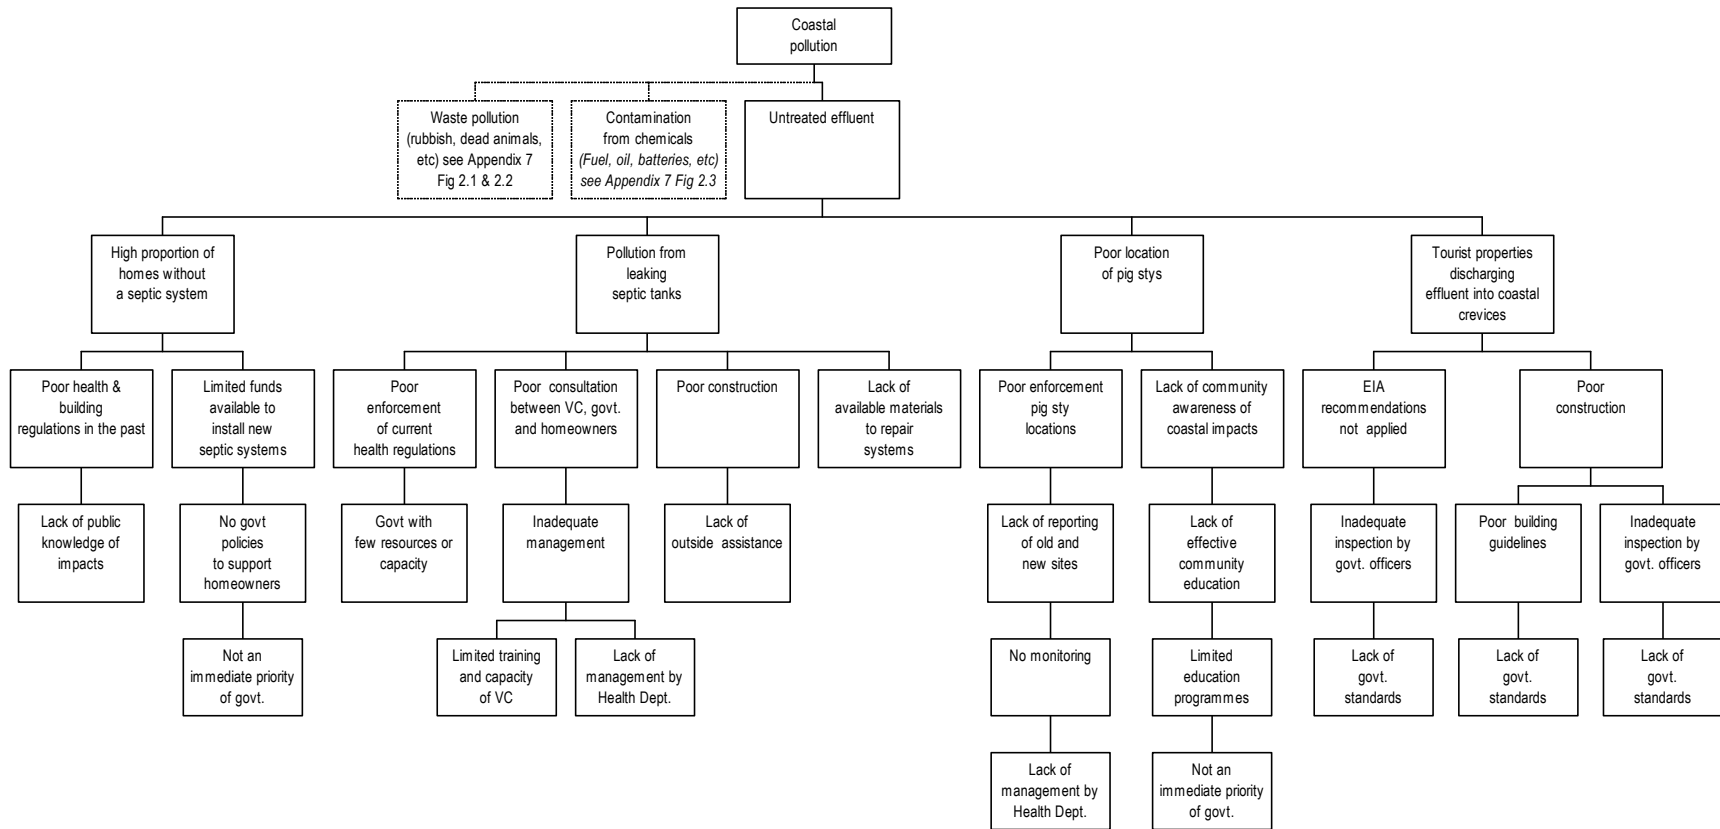 Coastal
pollution
Waste pollution
(rubbish, dead animals,
etc) see Appendix 7
Fig 2.1 & 2.2
Contamination
from chemicals
(Fuel, oil, batteries, etc)
see Appendix 7 Fig 2.3
Untreated effluent
High proportion of
homes without
a septic system
Pollution from
leaking
septic tanks
Poor location
of pig stys
Tourist properties
discharging
effluent into coastal
crevices
Poor health &
building
regulations in the past
Limited funds
available to
install new
septic systems
Poor
enforcement
of current
health regulations
Poor consultation
between VC, govt.
and homeowners
Poor construction
Lack of
available materials
to repair
systems
Poor enforcement
pig sty
locations
Lack of community
awareness of
coastal impacts
EIA
recommendations
not applied
Poor
construction
Lack of public
knowledge of
impacts
No govt
policies
to support
homeowners
Govt with
few resources or
capacity
Inadequate
management
Lack of
outside assistance
Lack of reporting
of old and
new sites
Lack of
effective
community
education
Inadequate
inspection by
govt. officers
Poor building
guidelines
Inadequate
inspection by
govt. officers
Not an
immediate priority
of govt.
Limited training
and capacity
of VC
Lack of
management by
Health Dept.
No monitoring
Limited
education
programmes
Lack of
govt.
standards
Lack of
govt.
standards
Lack of
govt.
standards
Lack of
management by
Health Dept.
Not an
immediate priority
of govt.